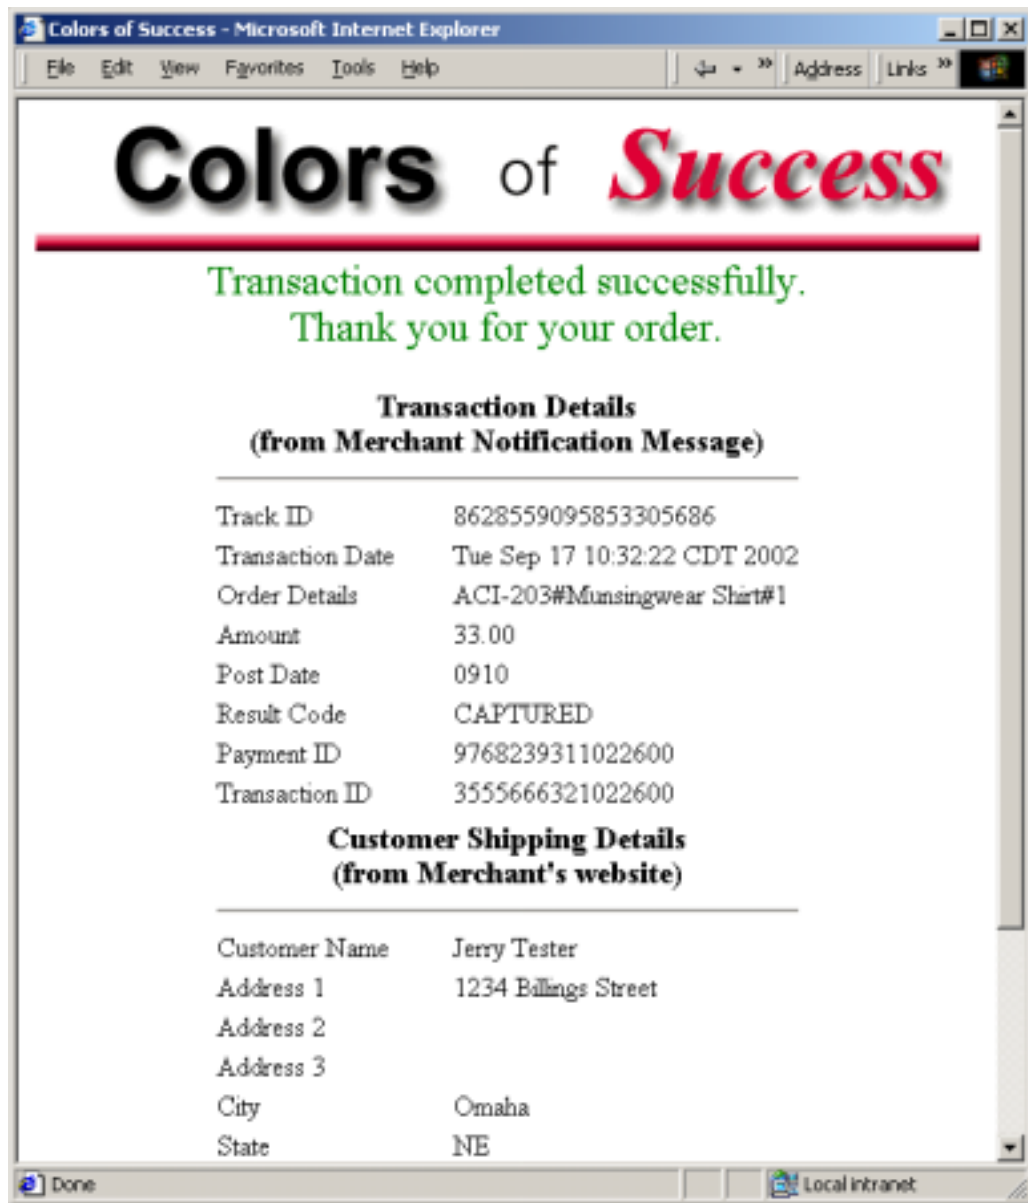 Colors of Success - Microsoft Internet Explorer
File Edit View Favorites Tools Help » Address Links »
Colors of Success
Transaction completed successfully.
Thank you for your order.
Transaction Details
(from Merchant Notification Message)
Track ID 8628559095853305686
Transaction Date Tue Sep 17 10:32:22 CDT 2002
Order Details ACI-203#Munsingwear Shirt#1
Amount 33.00
Post Date 0910
Result Code CAPTURED
Payment ID 9768239311022600
Transaction ID 3555666321022600
Customer Shipping Details
(from Merchant's website)
Customer Name Jerry Tester
Address 1 1234 Billings Street
Address 2
Address 3
City Omaha
State NE
Done Local intranet